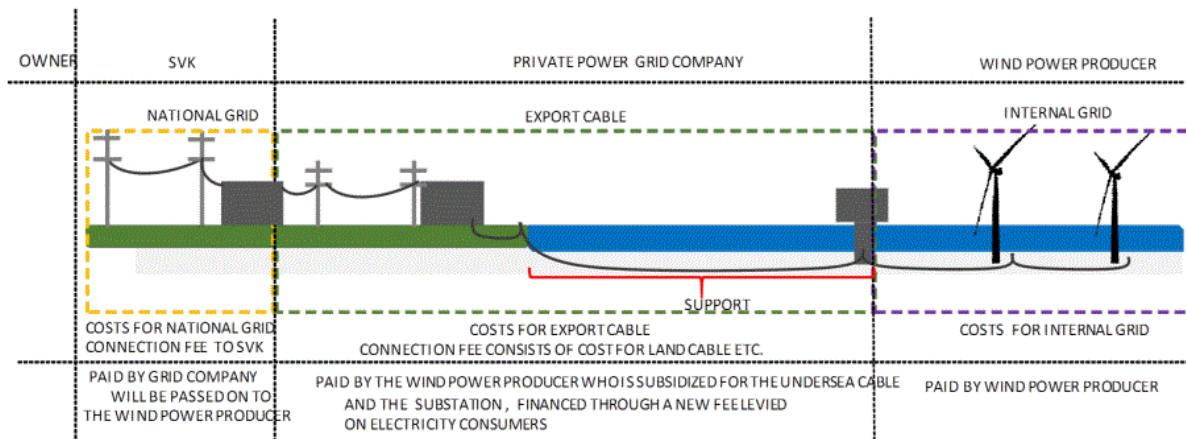 OWNER
SVK
PRIVATE POWER GRID COMPANY
WIND POWER PRODUCER
NATIONAL GRID
EXPORT CABLE
INTERNAL GRID
SUPPORT
COSTS FOR NATIONAL GRID
CONNECTION FEE TO SVK
COSTS FOR EXPORT CABLE
CONNECTION FEE CONSISTS OF COST FOR LAND CABLE ETC.
COSTS FOR INTERNAL GRID
PAID BY GRID COMPANY
WILL BE PASSED ON TO
THE WIND POWER PRODUCER
PAID BY THE WIND POWER PRODUCER WHO IS SUBSIDIZED FOR THE UNDERSEA CABLE
AND THE SUBSTATION , FINANCED THROUGH A NEW FEE LEVIED
ON ELECTRICITY CONSUMERS
PAID BY WIND POWER PRODUCER